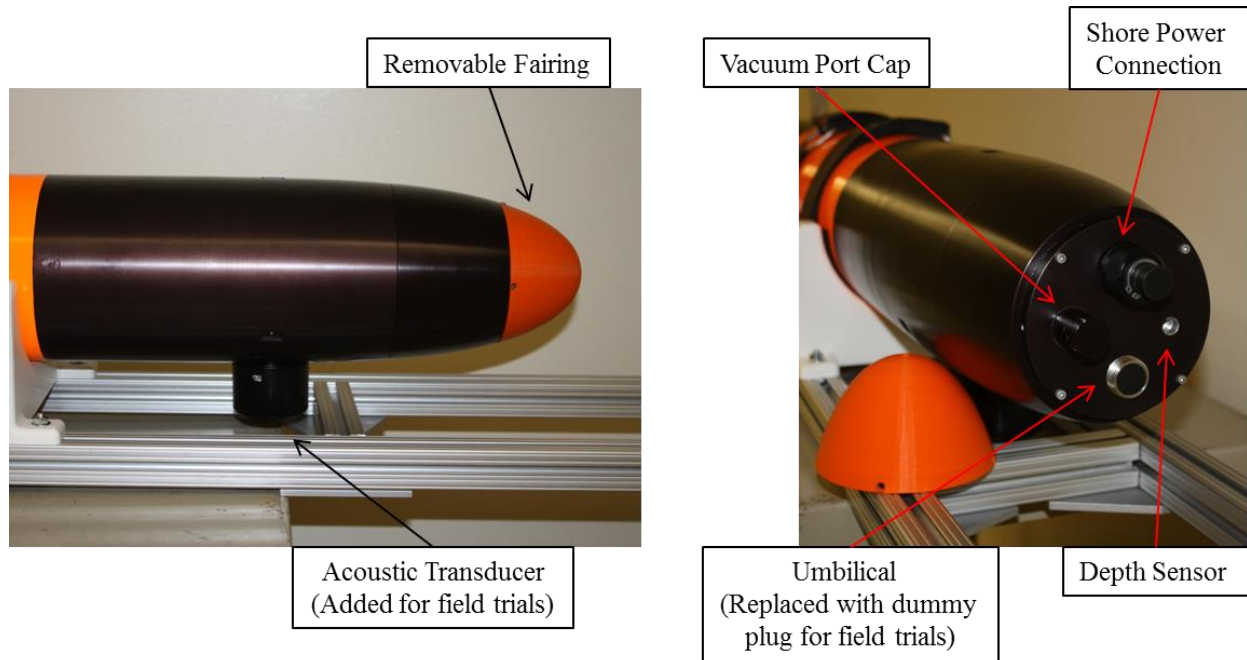 Removable Fairing
Vacuum Port Cap
Shore Power
Connection
Acoustic Transducer
(Added for field trials)
Umbilical
(Replaced with dummy
plug for field trials)
Depth Sensor